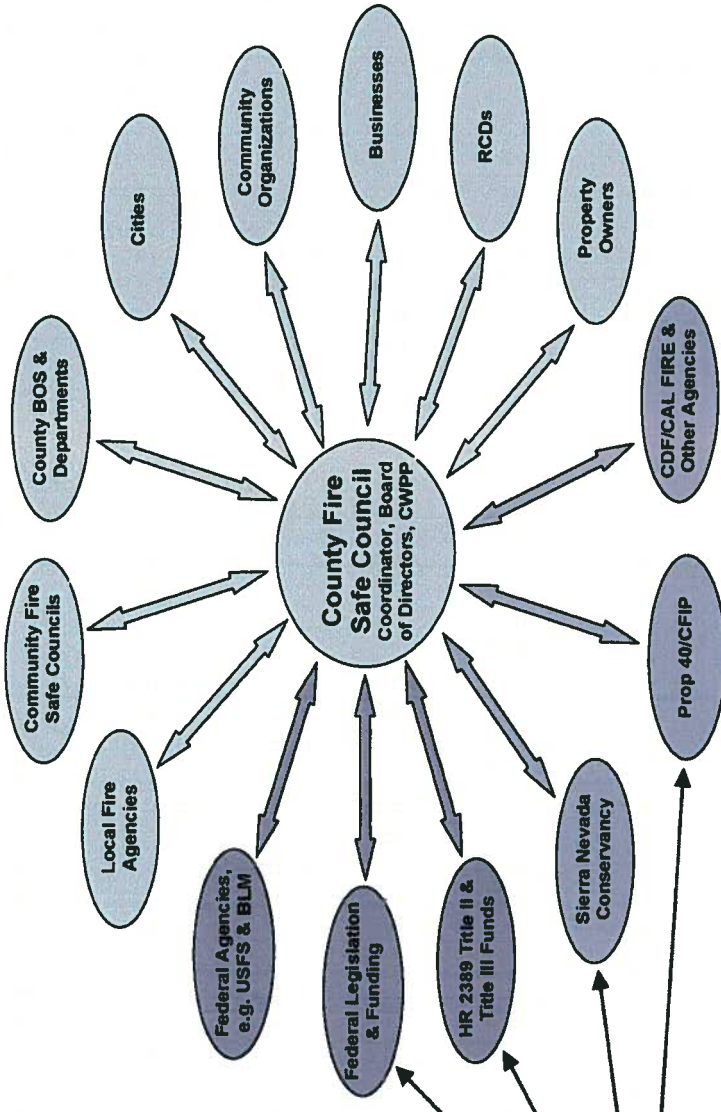 Community Fire
Safe Councils
County BOS &
Departments
Cities
Community
Organizations
Businesses
RCDs
Property
Owners
CDF/CAL FIRE &
Other Agencies
Prop 40/CFIP
Sierra Nevada
Conservancy
HR 2389 Title II &
Title III Funds
Federal Legislation
& Funding
Federal Agencies,
e.g. USFS & BLM
Local Fire
Agencies
County Fire
Safe Council
Coordinator, Board
of Directors, CWPP